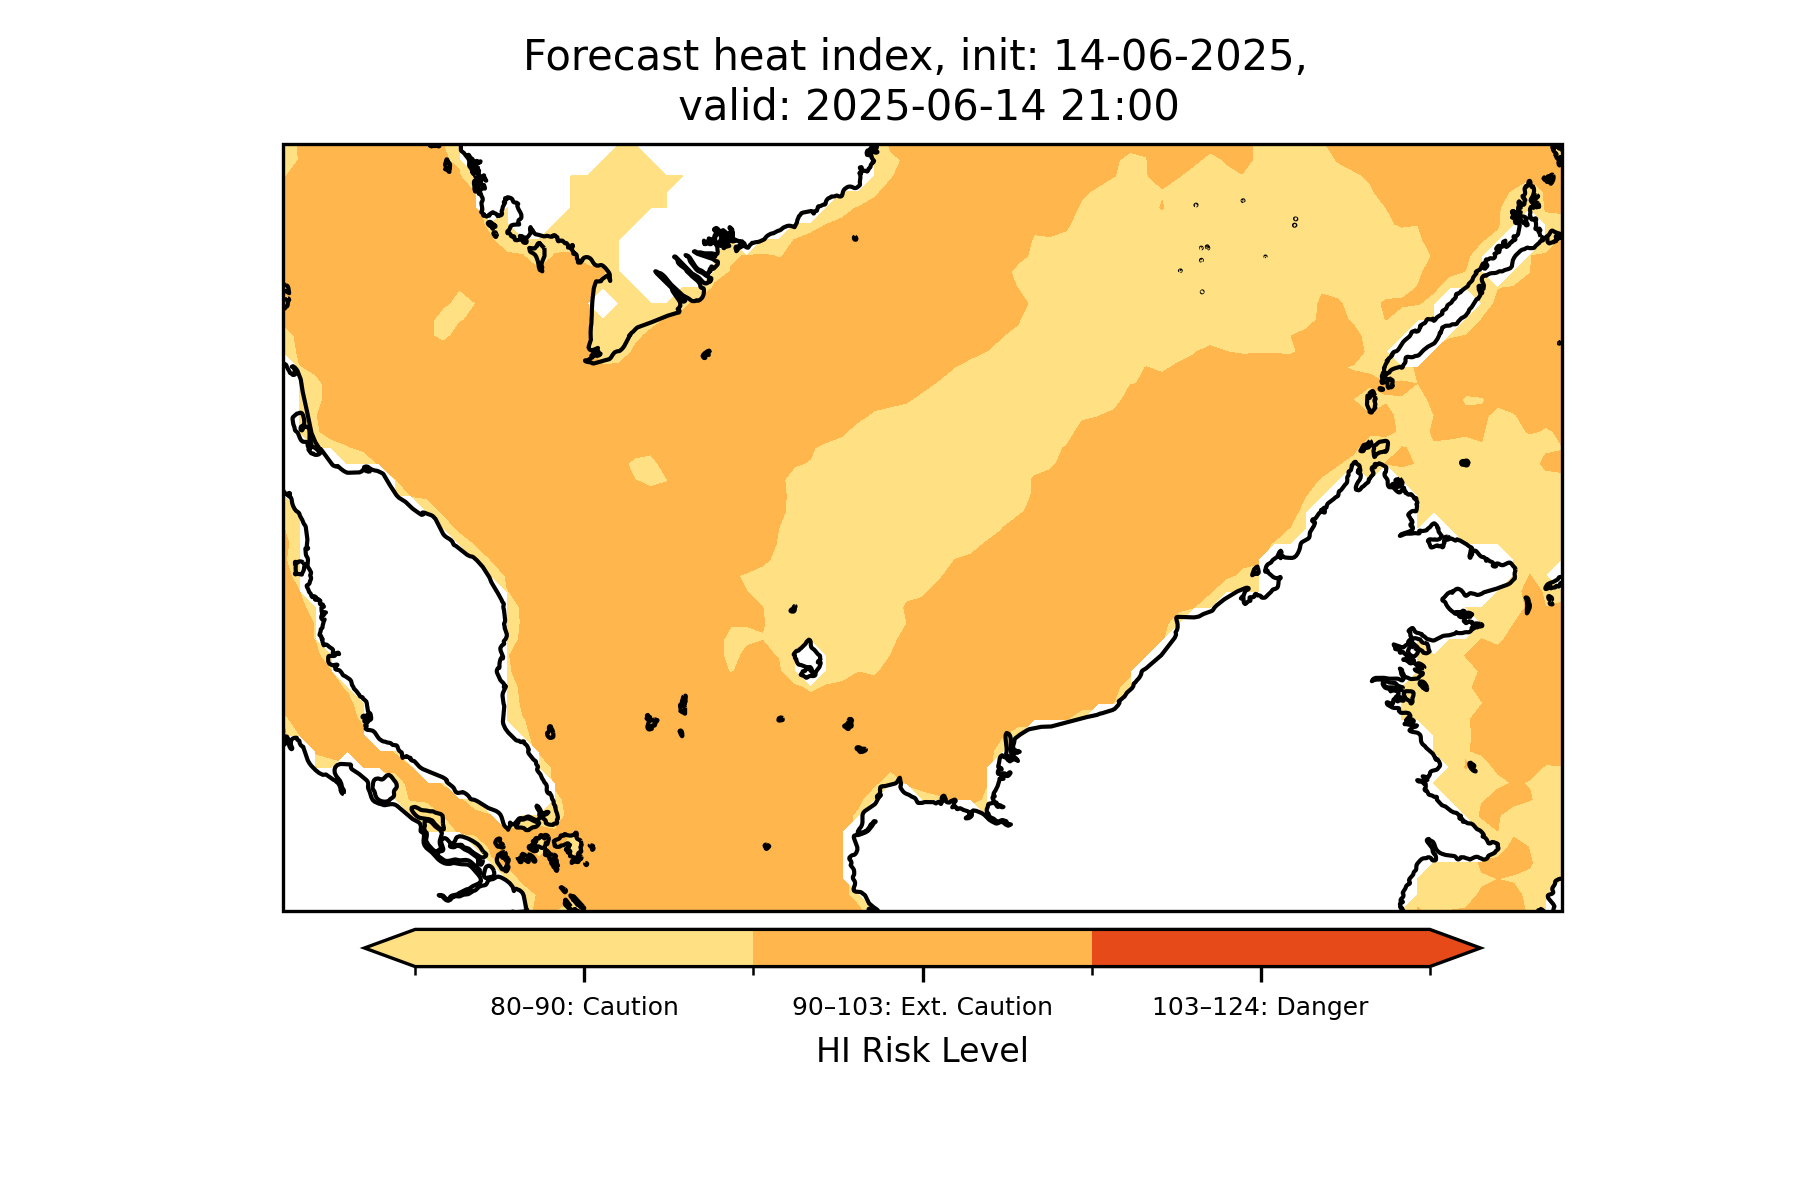 Forecast heat index, init: 14-06-2025,
valid: 2025-06-14 21:00
80–90: Caution
90–103: Ext. Caution
103–124: Danger
HI Risk Level